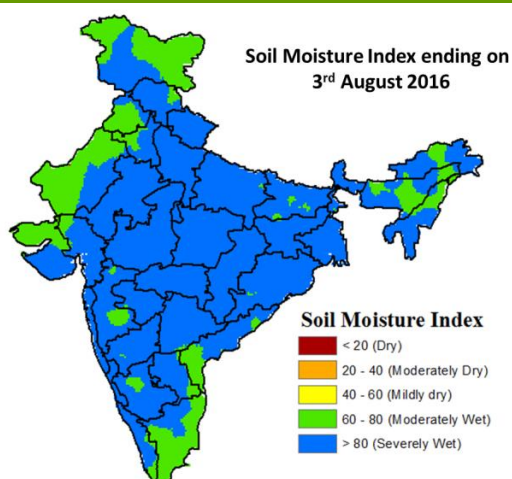 Soil Moisture Index ending on
3rd August 2016
Soil Moisture Index
< 20 (Dry)
20 - 40 (Moderately Dry)
40 - 60 (Mildly dry)
60 - 80 (Moderately Wet)
> 80 (Severely Wet)